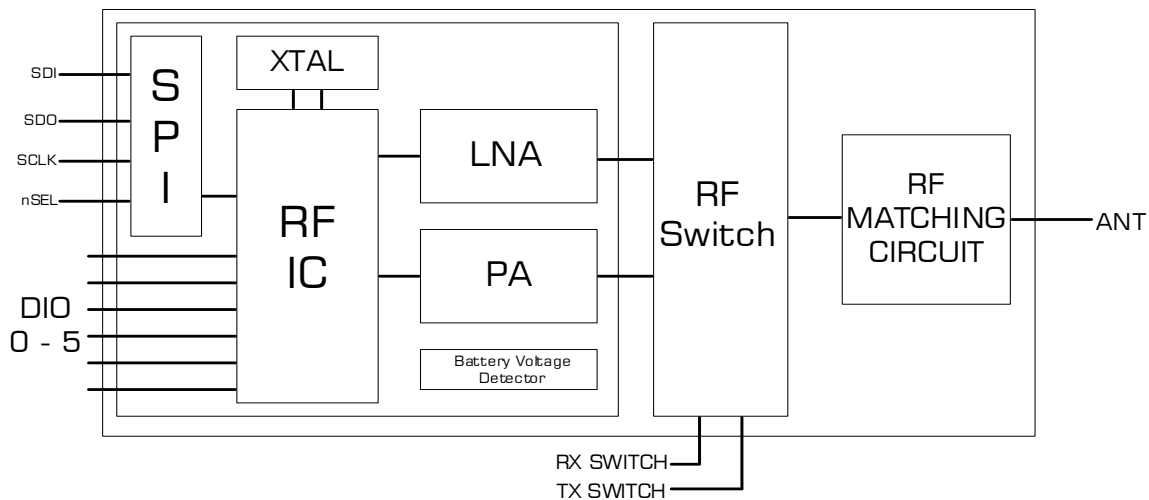 SDI
SDO
SCLK
nSEL
S
P
I
XTAL
RF
IC
DIO
0 - 5
LNA
PA
Battery Voltage
Detector
RF
Switch
RF
MATCHING
CIRCUIT
ANT
RX SWITCH
TX SWITCH